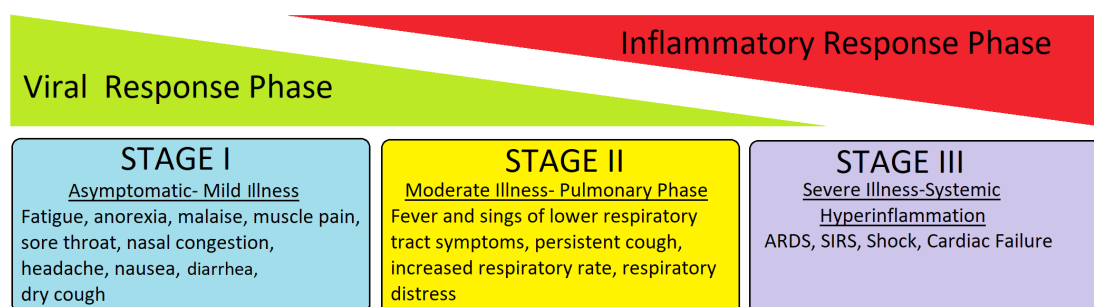 Inflammatory Response Phase
Viral Response Phase
STAGE I
Asymptomatic- Mild Illness
Fatigue, anorexia, malaise, muscle pain,
sore throat, nasal congestion,
headache, nausea, diarrhea,
dry cough
STAGE II
Moderate Illness- Pulmonary Phase
Fever and sings of lower respiratory
tract symptoms, persistent cough,
increased respiratory rate, respiratory
distress
STAGE III
Severe Illness-Systemic
Hyperinflammation
ARDS, SIRS, Shock, Cardiac Failure